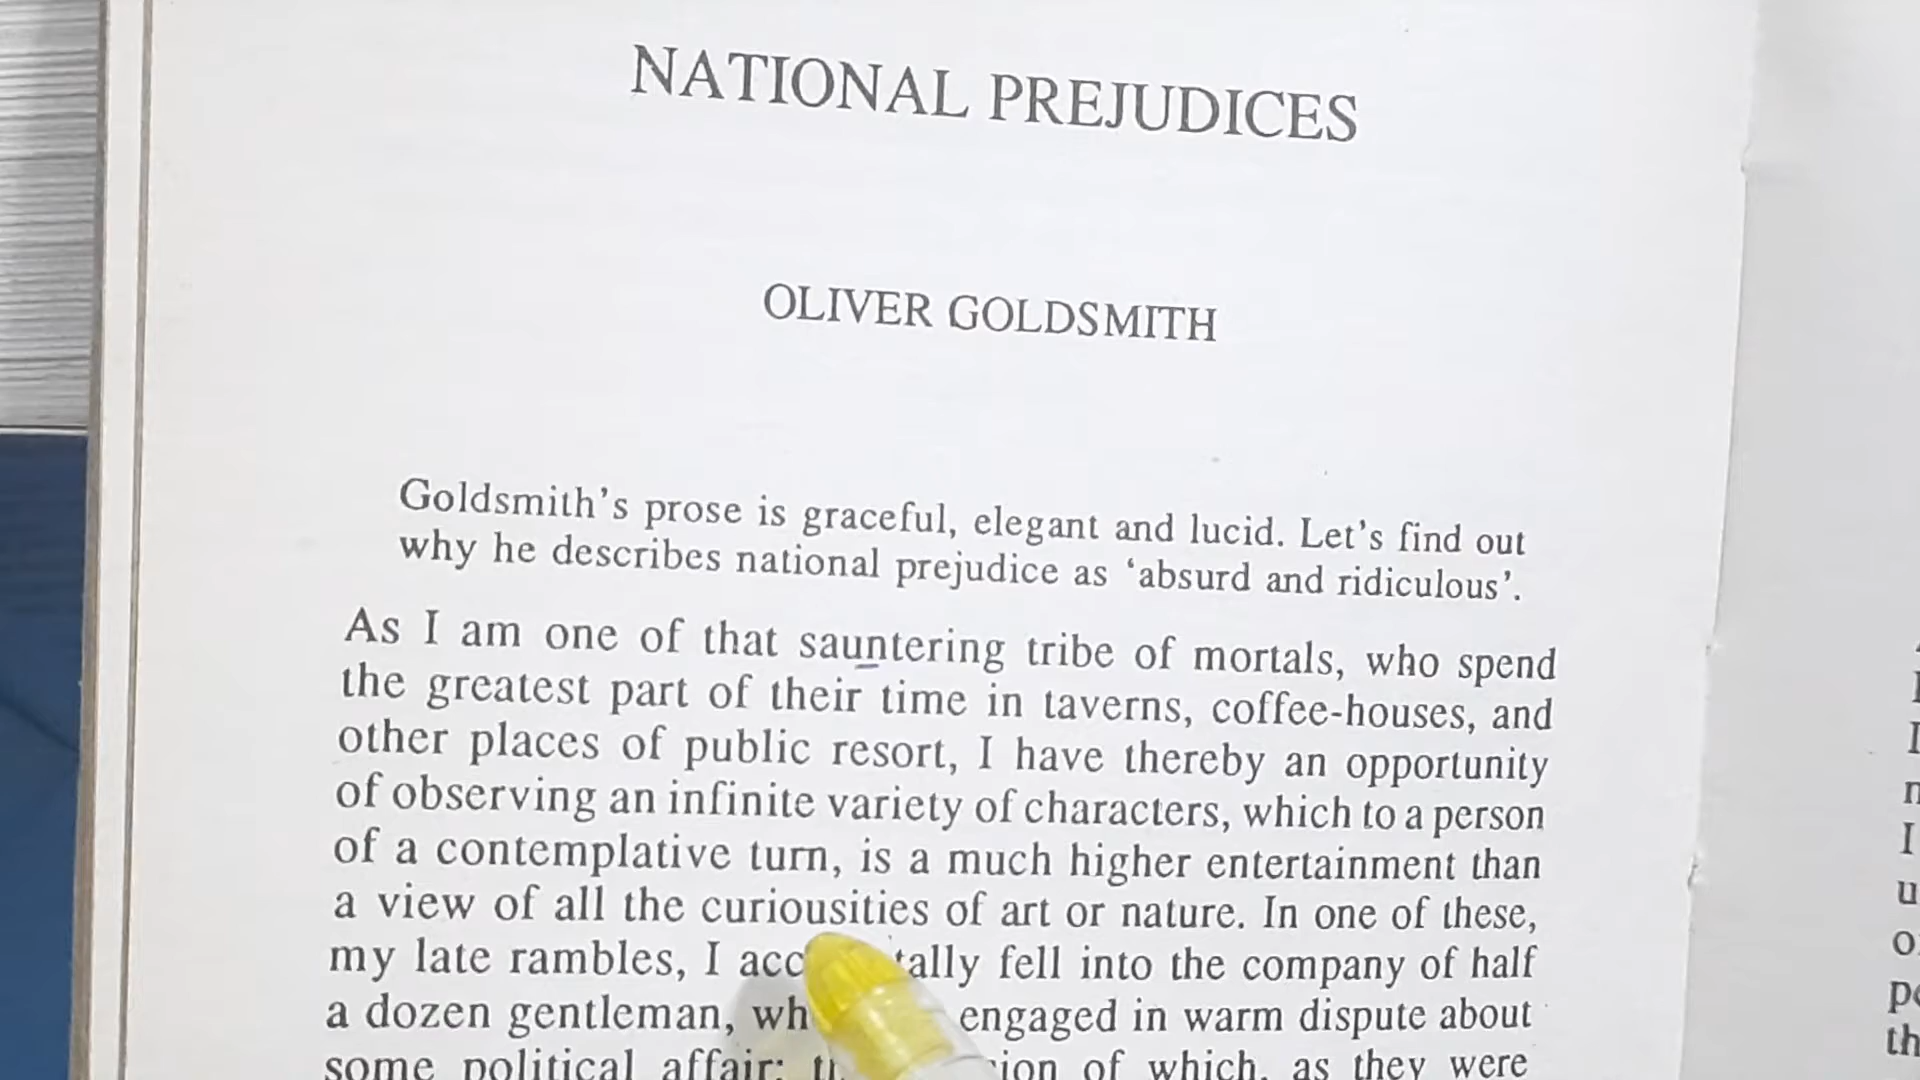 NATIONAL PREJUDICES
OLIVER GOLDSMITH
Goldsmith's prose is graceful, elegant and lucid. Let's find out
why he describes national prejudice as 'absurd and ridiculous'.
As I am one of that sauntering tribe of mortals, who spend
the greatest part of their time in taverns, coffee-houses, and
other places of public resort, I have thereby an opportunity
of observing an infinite variety of characters, which to a person
of a contemplative turn, is a much higher entertainment than
a view of all the curiousities of art or nature. In one of these,
my late rambles, I fell into the company of half
a dozen gentleman, engaged in warm dispute about
some political affair; of which, as they were